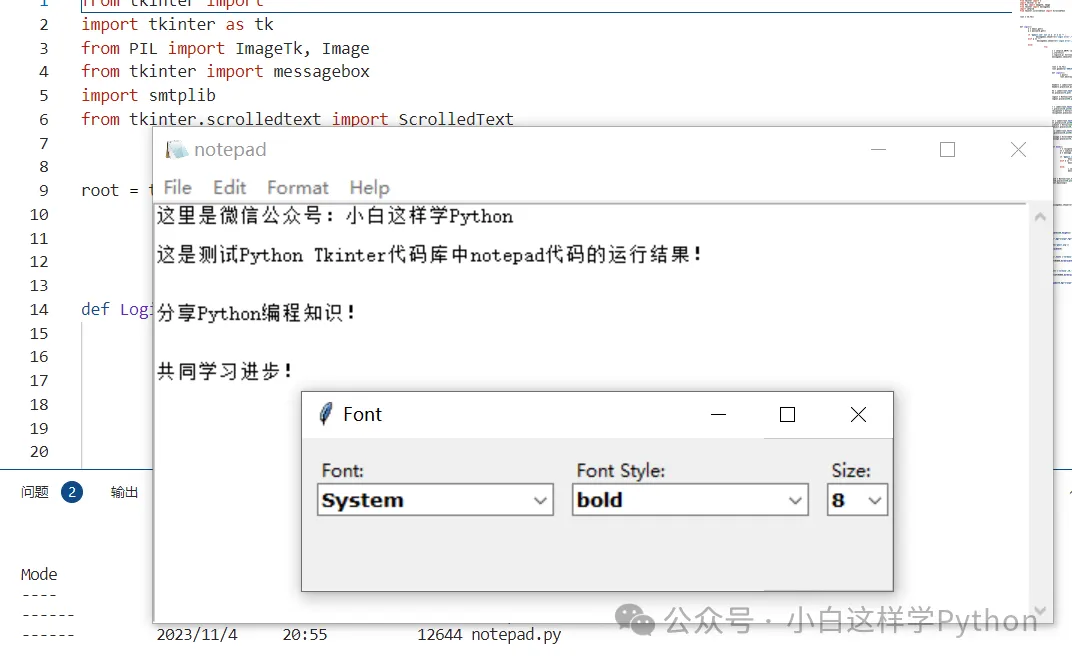 1 from tkinter import
2 import tkinter as tk
3 from PIL import ImageTk, Image
4 from tkinter import messagebox
5 import smtplib
6 from tkinter.scrolledtext import ScrolledText
7
8
9 root = t
10
11
12
13
14 def Logi
15
16
17
18
19
20
notepad
File Edit Format Help
这里是微信公众号：小白这样学Python
这是测试Python Tkinter代码库中notepad代码的运行结果！
分享Python编程知识！
共同学习进步！
Font
Font: Font Style: Size:
System bold 8
问题 2 输出
Mode
----
------
------ 2023/11/4 20:55 12644 notepad.py
公众号 · 小白这样学Python